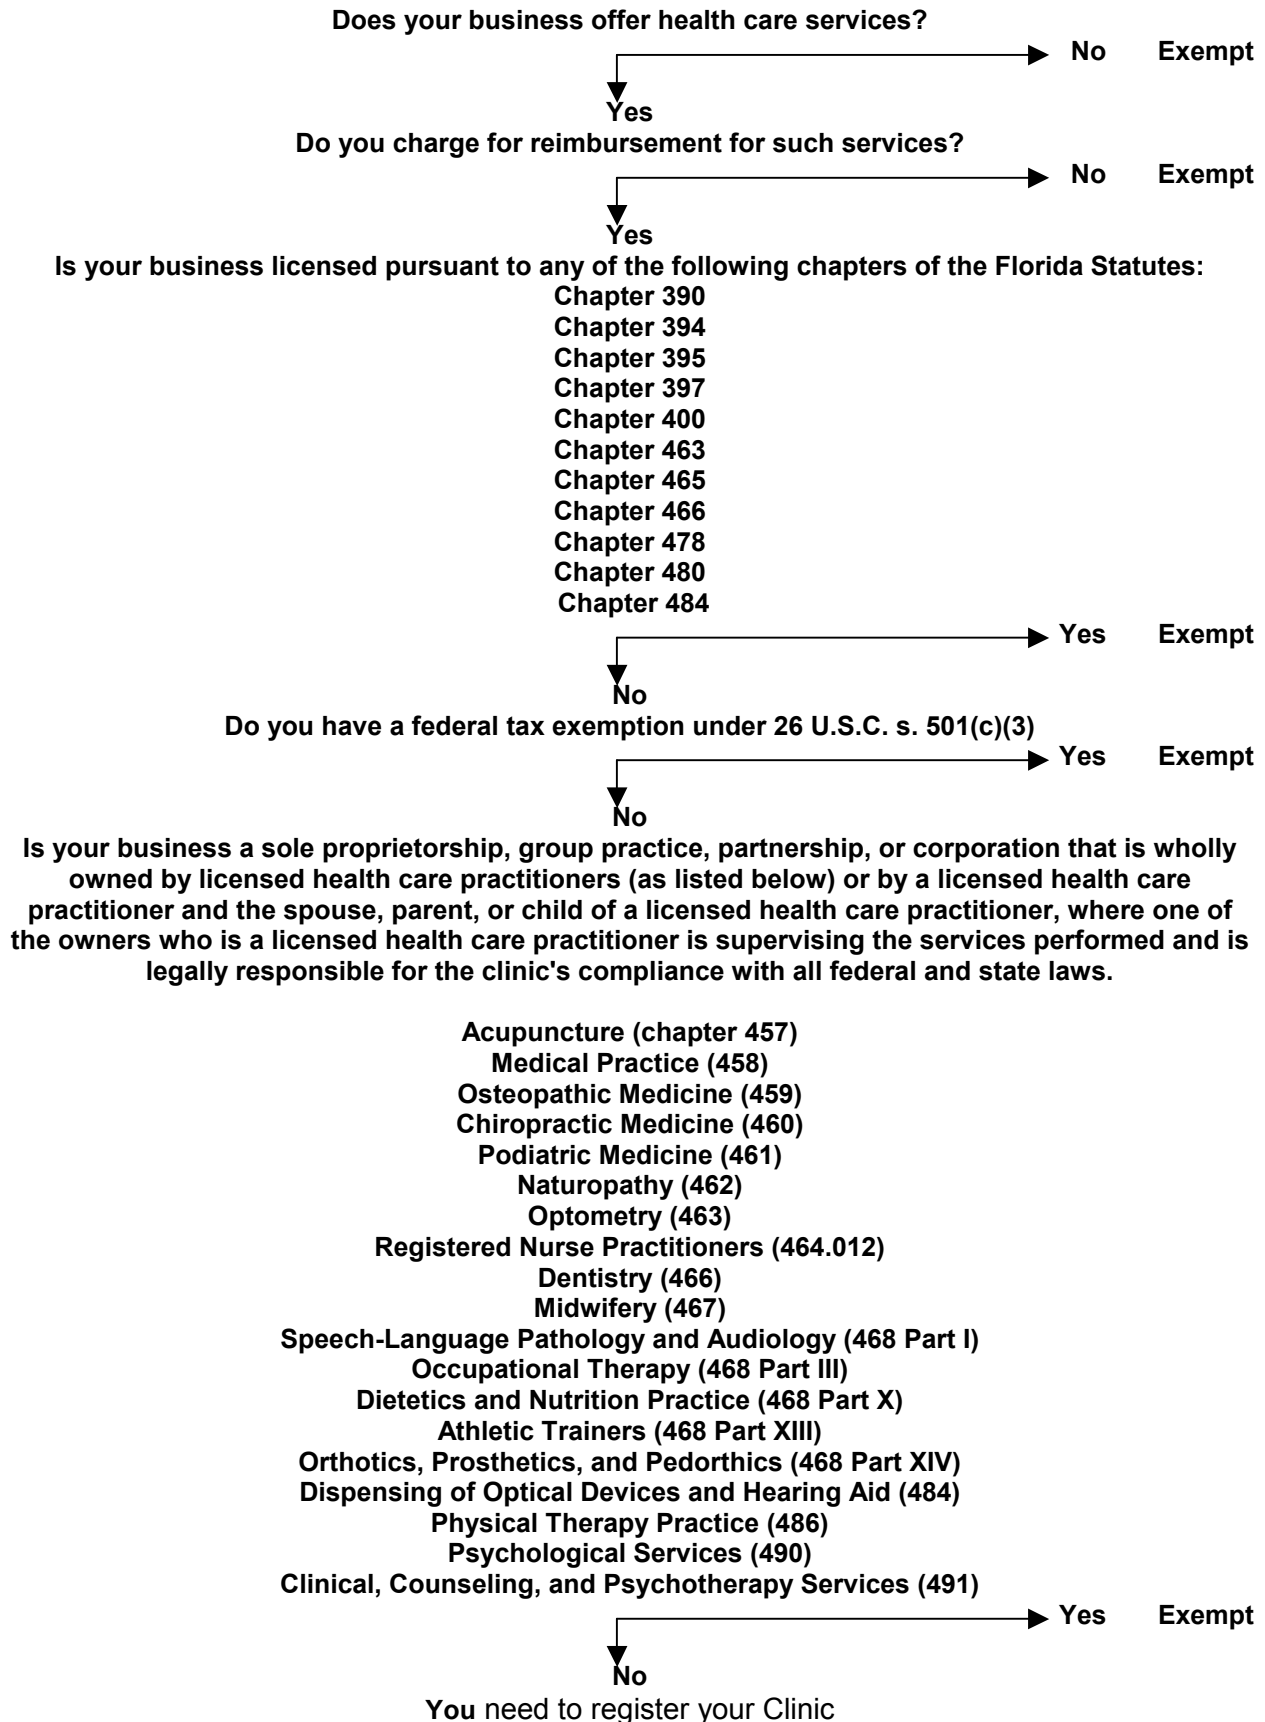 Does your business offer health care services?
No Exempt
Yes
Do you charge for reimbursement for such services?
No Exempt
Yes
Is your business licensed pursuant to any of the following chapters of the Florida Statutes:
Chapter 390
Chapter 394
Chapter 395
Chapter 397
Chapter 400
Chapter 463
Chapter 465
Chapter 466
Chapter 478
Chapter 480
Chapter 484
Yes Exempt
No
Do you have a federal tax exemption under 26 U.S.C. s. 501(c)(3)
Yes Exempt
No
Is your business a sole proprietorship, group practice, partnership, or corporation that is wholly
owned by licensed health care practitioners (as listed below) or by a licensed health care
practitioner and the spouse, parent, or child of a licensed health care practitioner, where one of
the owners who is a licensed health care practitioner is supervising the services performed and is
legally responsible for the clinic's compliance with all federal and state laws.
Acupuncture (chapter 457)
Medical Practice (458)
Osteopathic Medicine (459)
Chiropractic Medicine (460)
Podiatric Medicine (461)
Naturopathy (462)
Optometry (463)
Registered Nurse Practitioners (464.012)
Dentistry (466)
Midwifery (467)
Speech-Language Pathology and Audiology (468 Part I)
Occupational Therapy (468 Part III)
Dietetics and Nutrition Practice (468 Part X)
Athletic Trainers (468 Part XIII)
Orthotics, Prosthetics, and Pedorthics (468 Part XIV)
Dispensing of Optical Devices and Hearing Aid (484)
Physical Therapy Practice (486)
Psychological Services (490)
Clinical, Counseling, and Psychotherapy Services (491)
Yes Exempt
No
You need to register your Clinic